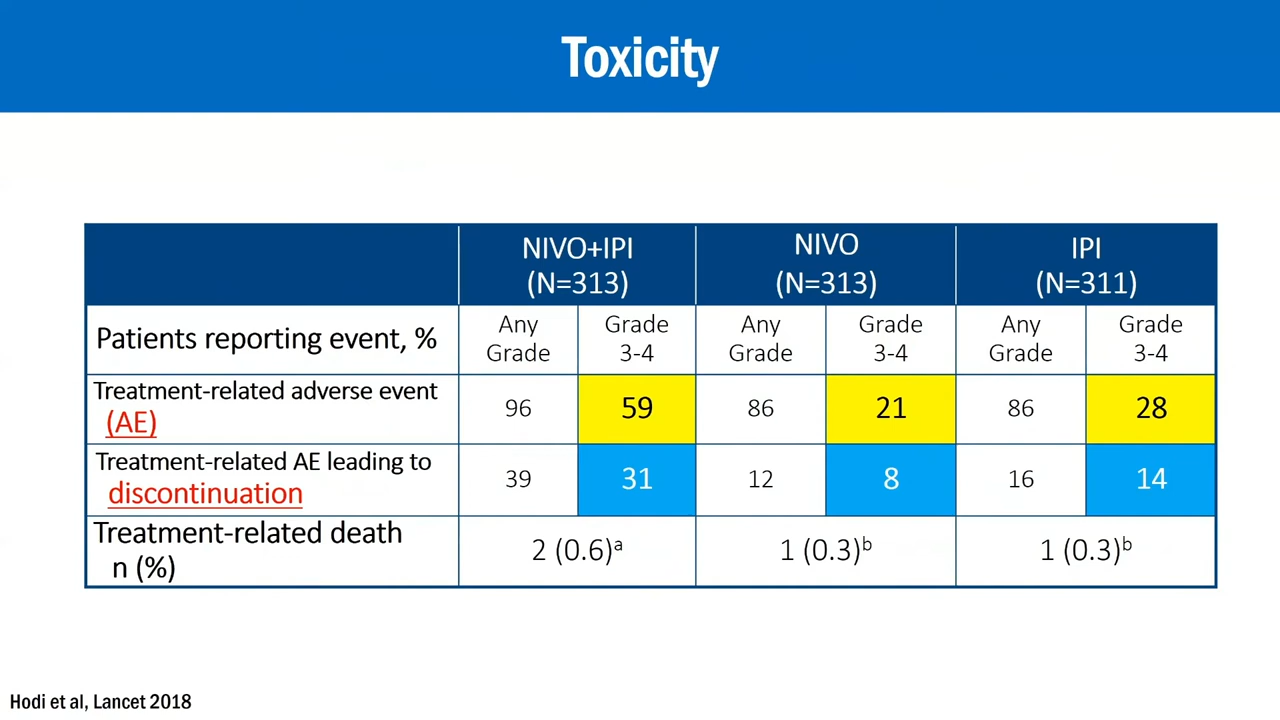 Toxicity
NIVO+IPI
(N=313)
NIVO
(N=313)
IPI
(N=311)
Patients reporting event, %
Any
Grade
Grade
3-4
Any
Grade
Grade
3-4
Any
Grade
Grade
3-4
Treatment-related adverse event
(AE)
96
59
86
21
86
28
Treatment-related AE leading to
discontinuation
39
31
12
8
16
14
Treatment-related death
n (%)
2 (0.6)ᵃ
1 (0.3)ᵇ
1 (0.3)ᵇ
Hodi et al, Lancet 2018